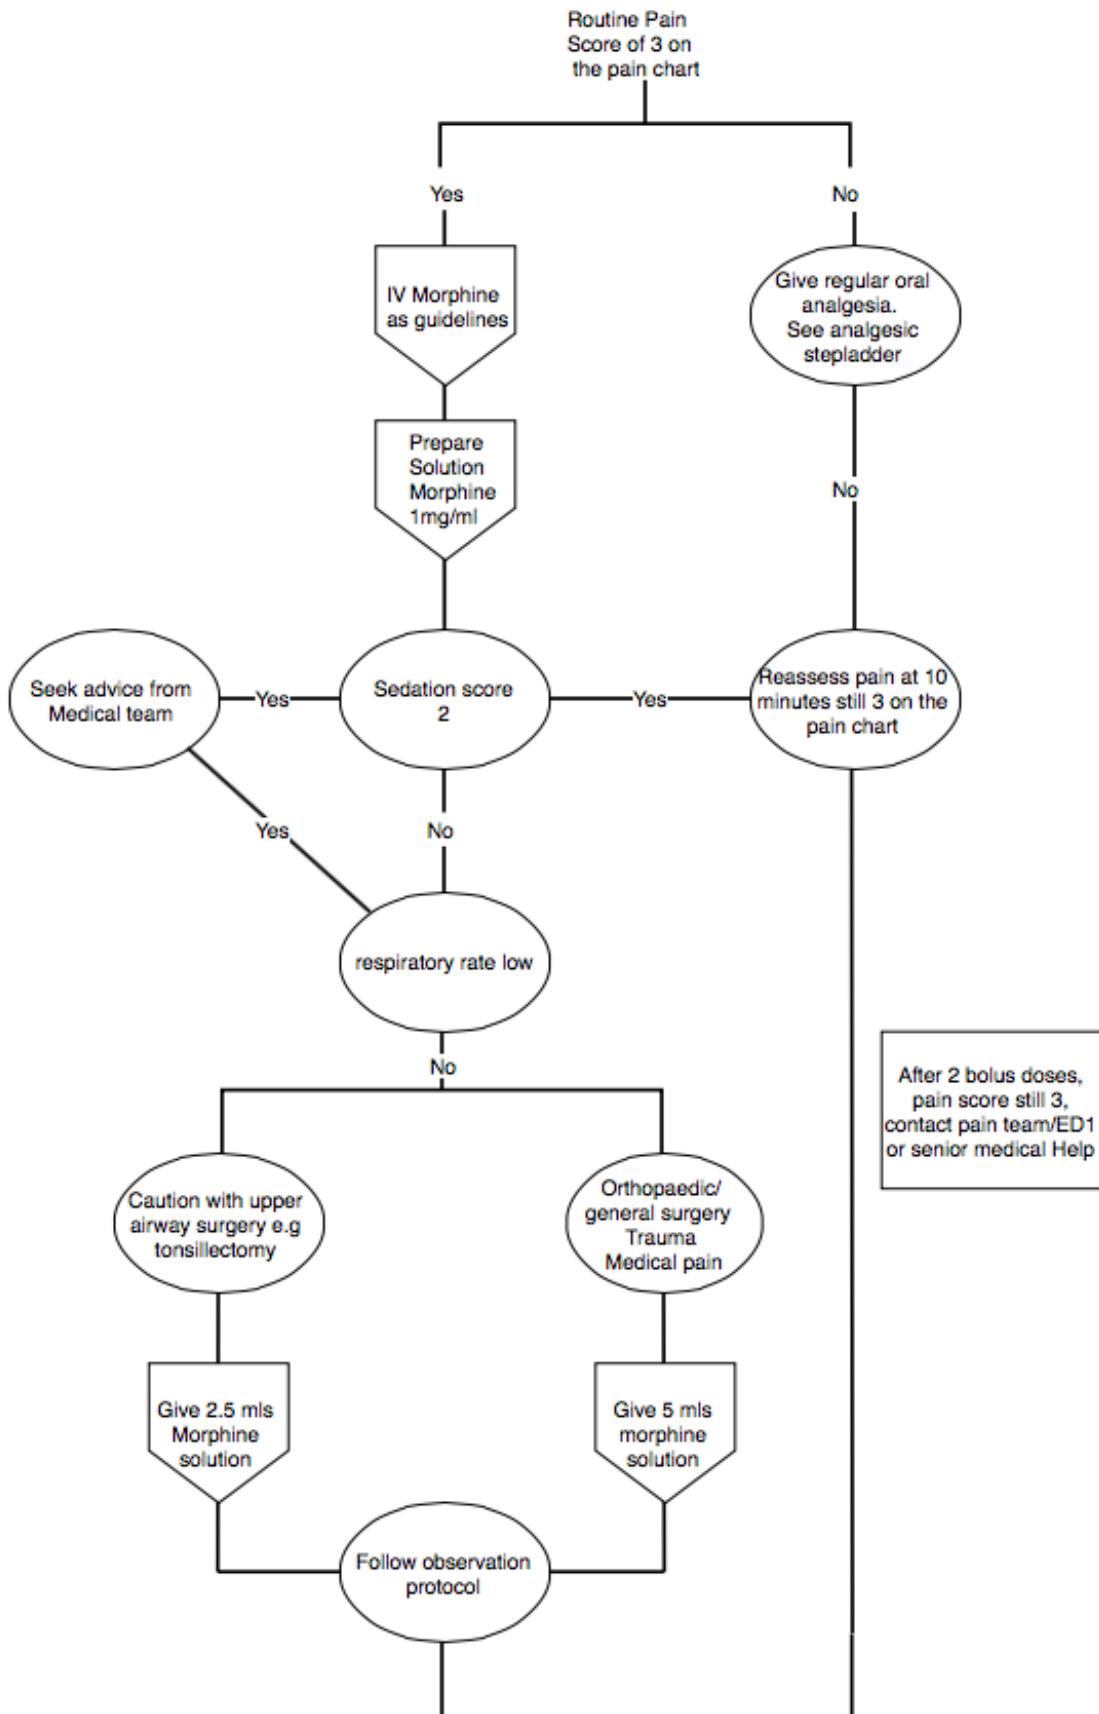 Routine Pain
Score of 3 on
the pain chart
Yes
No
IV Morphine
as guidelines
Give regular oral
analgesia.
See analgesic
stepladder
Prepare
Solution
Morphine
1mg/ml
No
Seek advice from
Medical team
Yes
Sedation score
2
Yes
Reassess pain at 10
minutes still 3 on the
pain chart
Yes
No
respiratory rate low
No
After 2 bolus doses,
pain score still 3,
contact pain team/ED1
or senior medical Help
Caution with upper
airway surgery e.g
tonsillectomy
Orthopaedic/
general surgery
Trauma
Medical pain
Give 2.5 mls
Morphine
solution
Give 5 mls
morphine
solution
Follow observation
protocol